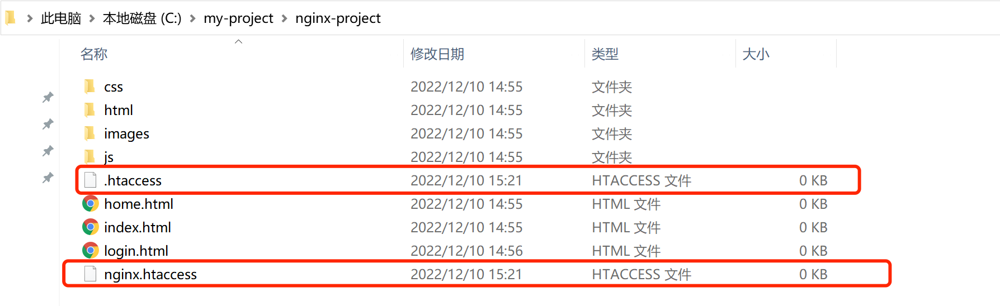 此电脑 > 本地磁盘 (C:) > my-project > nginx-project
名称 修改日期 类型 大小
css 2022/12/10 14:55 文件夹
html 2022/12/10 14:55 文件夹
images 2022/12/10 14:55 文件夹
js 2022/12/10 14:55 文件夹
.htaccess 2022/12/10 15:21 HTACCESS 文件 0 KB
home.html 2022/12/10 14:55 HTML 文件 0 KB
index.html 2022/12/10 14:55 HTML 文件 0 KB
login.html 2022/12/10 14:56 HTML 文件 0 KB
nginx.htaccess 2022/12/10 15:21 HTACCESS 文件 0 KB